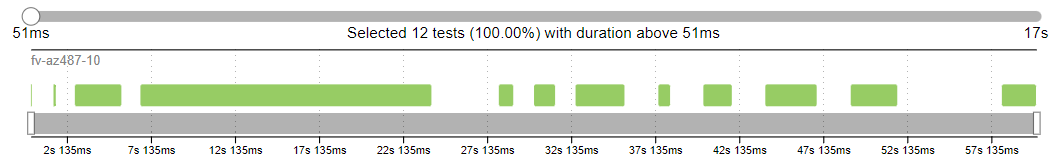 51ms Selected 12 tests (100.00%) with duration above 51ms 17s
fv-az487-10
2s 135ms 7s 135ms 12s 135ms 17s 135ms 22s 135ms 27s 135ms 32s 135ms 37s 135ms 42s 135ms 47s 135ms 52s 135ms 57s 135ms